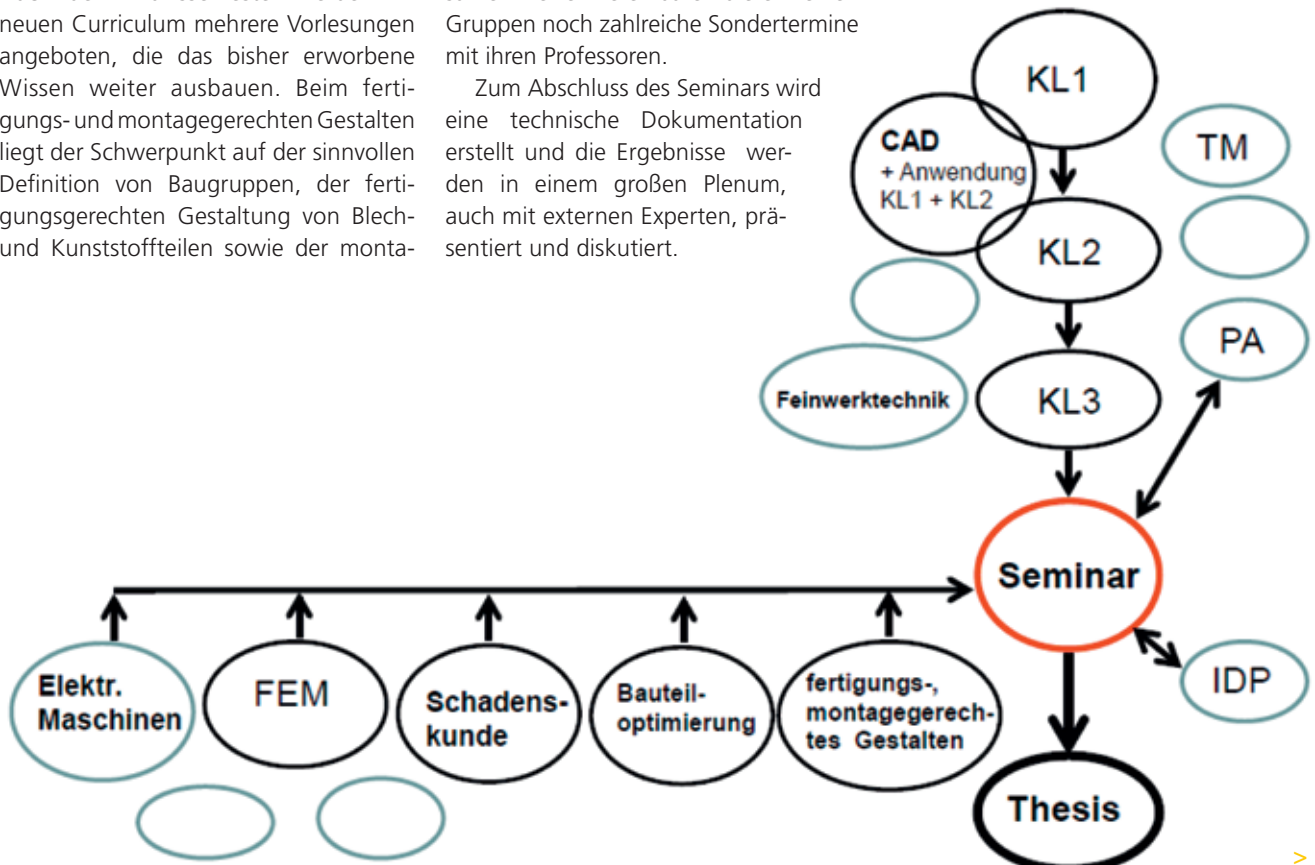 neuen Curriculum mehrere Vorlesungen
angeboten, die das bisher erworbene
Wissen weiter ausbauen. Beim ferti-
gungs- und montagegerechten Gestalten
liegt der Schwerpunkt auf der sinnvollen
Definition von Baugruppen, der ferti-
gungsgerechten Gestaltung von Blech-
und Kunststoffteilen sowie der monta-
Gruppen noch zahlreiche Sondertermine
mit ihren Professoren.
Zum Abschluss des Seminars wird
eine technische Dokumentation
erstellt und die Ergebnisse wer-
den in einem großen Plenum,
auch mit externen Experten, prä-
sentiert und diskutiert.
KL1
CAD
+ Anwendung
KL1 + KL2
TM
KL2
PA
Feinwerktechnik
KL3
Seminar
Elektr.
Maschinen
FEM
Schadens-
kunde
Bauteil-
optimierung
fertigungs-,
montagegerech-
tes Gestalten
IDP
Thesis
>